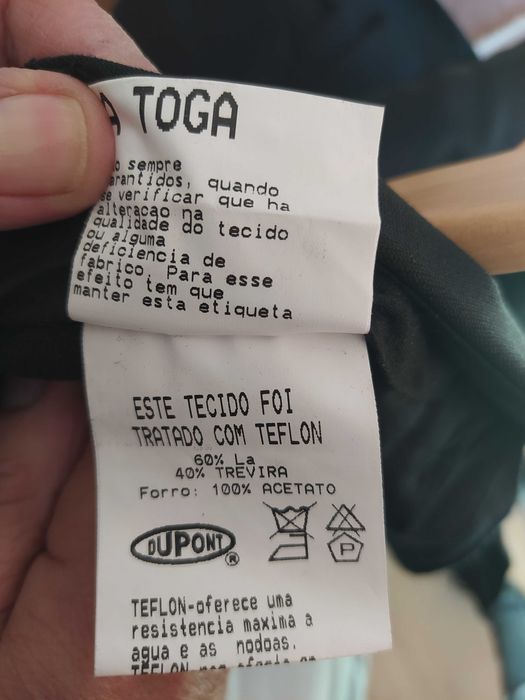 A TOGA
sempre
arantidos, quando
se verificar que ha
alteracao na
qualidade do tecido
ou alguma
deficiencia de
fabrico. Para esse
efeito tem que
manter esta etiqueta
ESTE TECIDO FOI
TRATADO COM TEFLON
60% La
40% TREVIRA
Forro: 100% ACETATO
DUPONT®
P
TEFLON-oferece uma
resistencia maxima a
agua e as nodoas.
TEFLON